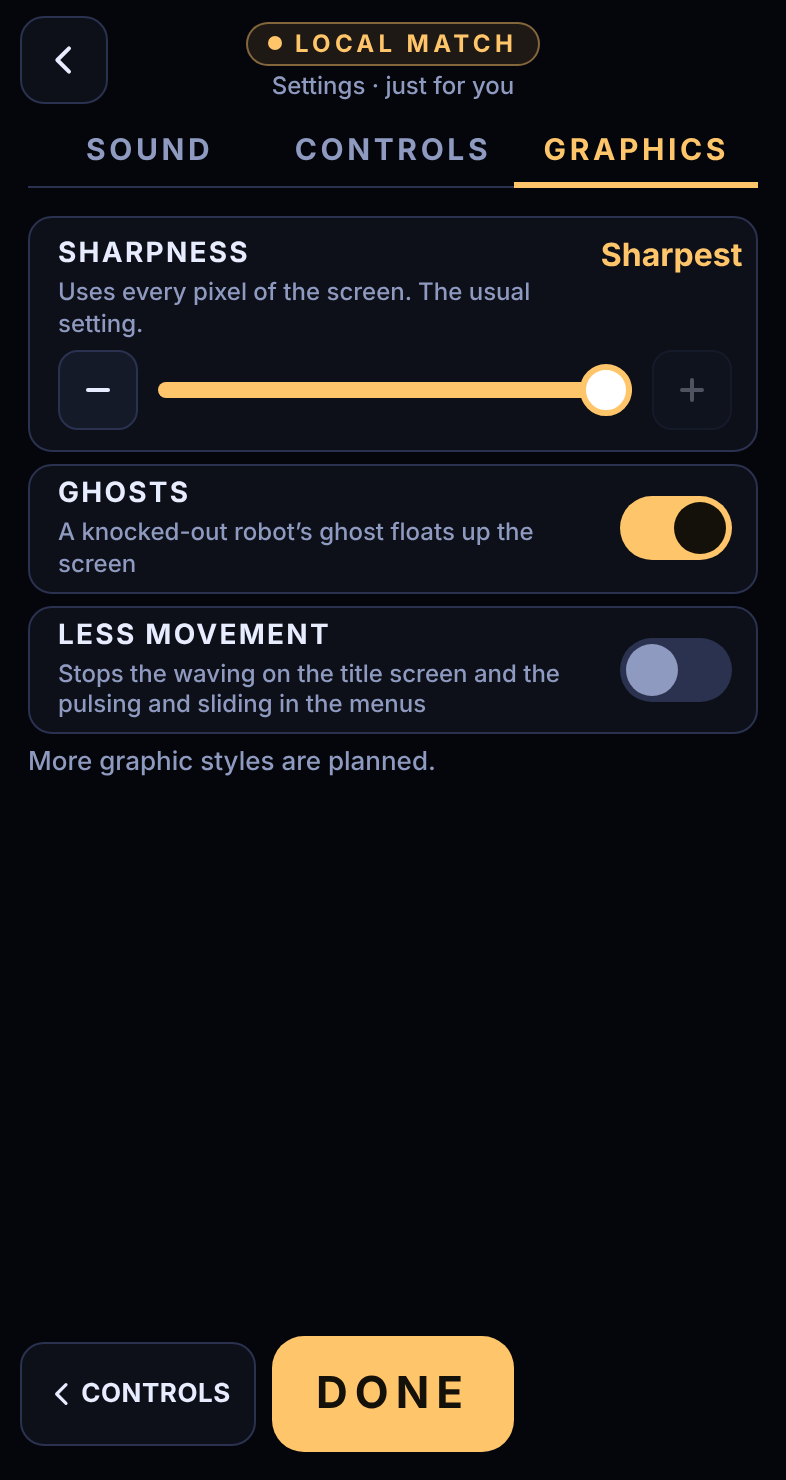 LOCAL MATCH
Settings · just for you
SOUND CONTROLS GRAPHICS
SHARPNESS Sharpest
Uses every pixel of the screen. The usual
setting.
GHOSTS
A knocked-out robot’s ghost floats up the
screen
LESS MOVEMENT
Stops the waving on the title screen and the
pulsing and sliding in the menus
More graphic styles are planned.
CONTROLS DONE